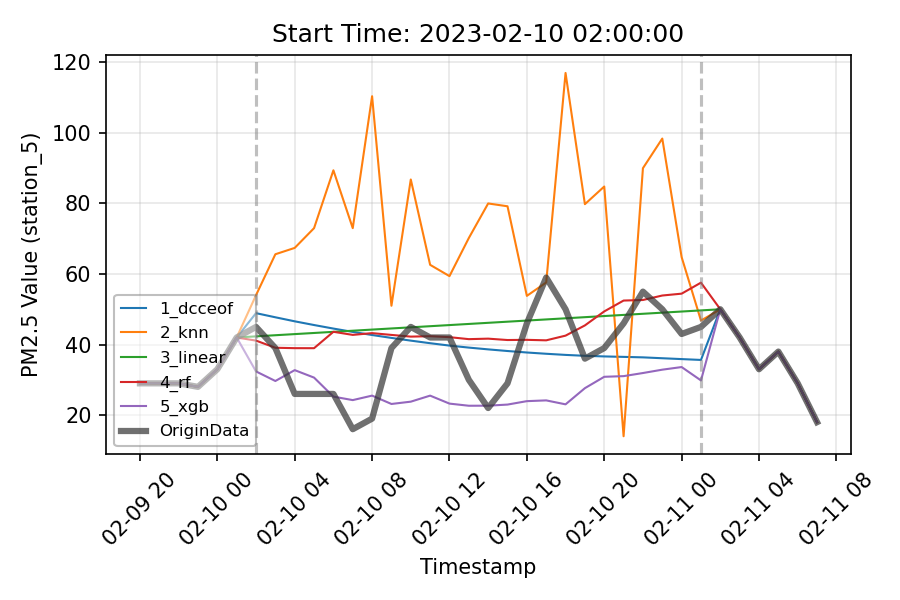 Start Time: 2023-02-10 02:00:00
PM2.5 Value (station_5)
120
100
80
60
40
20
1_dcceof
2_knn
3_linear
4_rf
5_xgb
OriginData
02-09 20
02-10 00
02-10 04
02-10 08
02-10 12
02-10 16
02-10 20
02-11 00
02-11 04
02-11 08
Timestamp